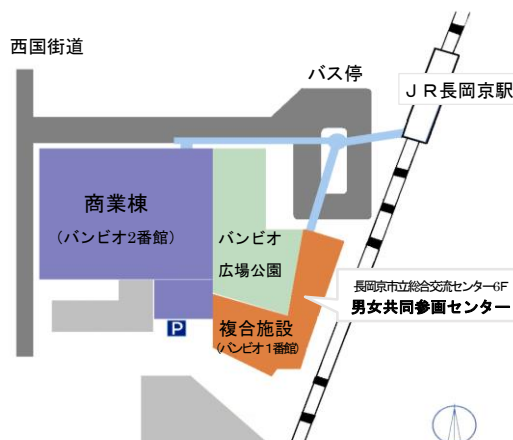 西国街道
バス停
ＪＲ長岡京駅
商業棟
(バンビオ2番館)
バンビオ
広場公園
長岡京市立総合交流センター6F
男女共同参画センター
複合施設
(バンビオ１番館)
P